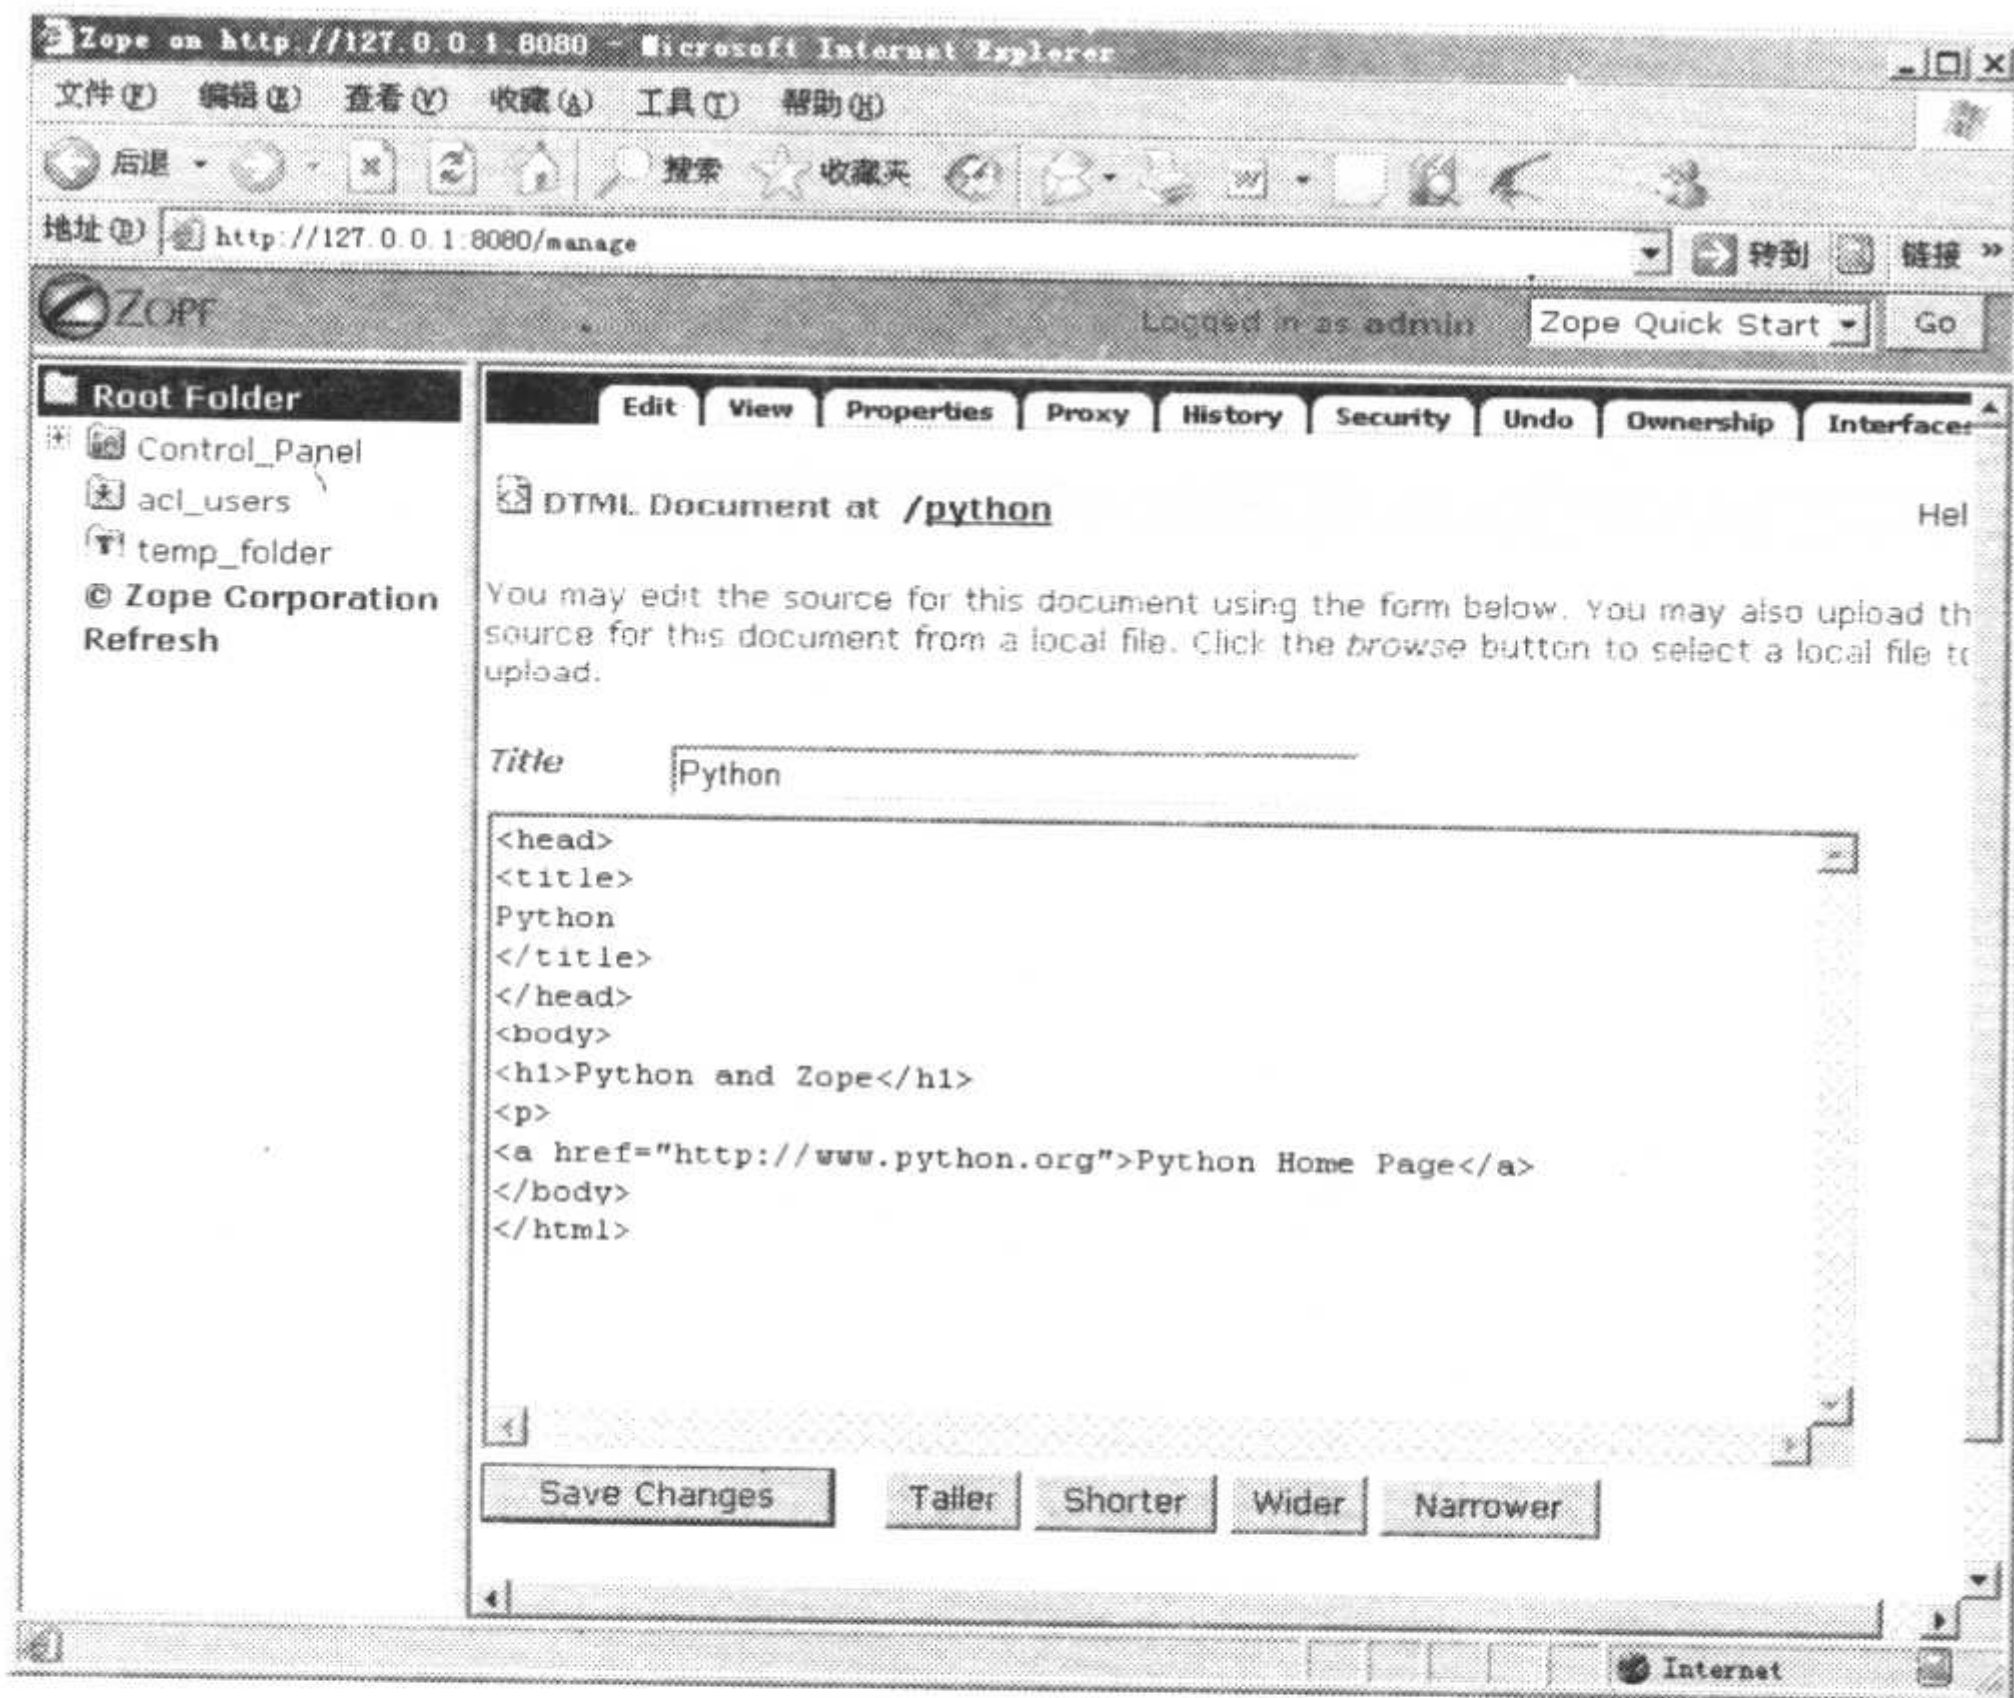 Zope on http://127.0.0.1:8080 - Microsoft Internet Explorer
文件(F) 编辑(E) 查看(V) 收藏(A) 工具(T) 帮助(H)
后退 搜索 收藏夹
地址(D) http://127.0.0.1:8080/manage 转到 链接 »
ZOPE Logged in as admin Zope Quick Start Go
Root Folder
Control_Panel
acl_users
temp_folder
© Zope Corporation
Refresh
Edit View Properties Proxy History Security Undo Ownership Interfaces
DTML Document at /python Hel
You may edit the source for this document using the form below. You may also upload th
source for this document from a local file. Click the browse button to select a local file to
upload.
Title Python
<head>
<title>
Python
</title>
</head>
<body>
<h1>Python and Zope</h1>
<p>
<a href="http://www.python.org">Python Home Page</a>
</body>
</html>
Save Changes Taller Shorter Wider Narrower
Internet